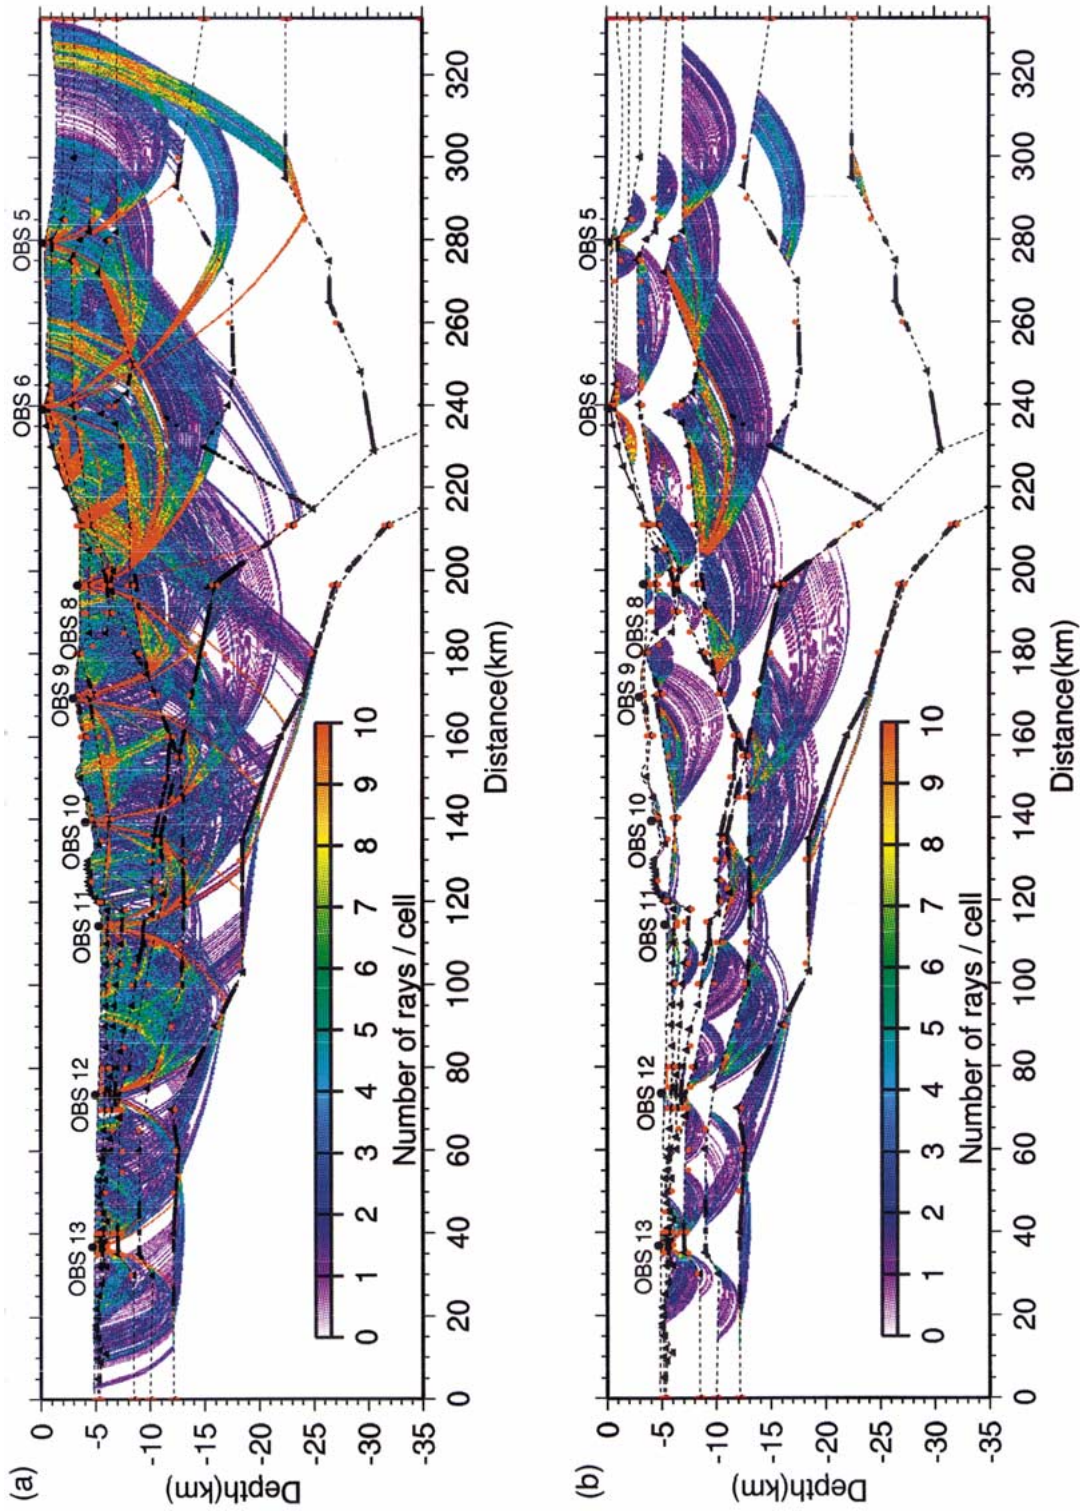 (a)
OBS 13
OBS 12
OBS 11
OBS 10
OBS 9
OBS 8
OBS 6
OBS 5
0
-5
-10
-15
-20
-25
-30
-35
Depth(km)
0 1 2 3 4 5 6 7 8 9 10
Number of rays / cell
0 20 40 60 80 100 120 140 160 180 200 220 240 260 280 300 320
Distance(km)
(b)
OBS 13
OBS 12
OBS 11
OBS 10
OBS 9
OBS 8
OBS 6
OBS 5
0
-5
-10
-15
-20
-25
-30
-35
Depth(km)
0 1 2 3 4 5 6 7 8 9 10
Number of rays / cell
0 20 40 60 80 100 120 140 160 180 200 220 240 260 280 300 320
Distance(km)